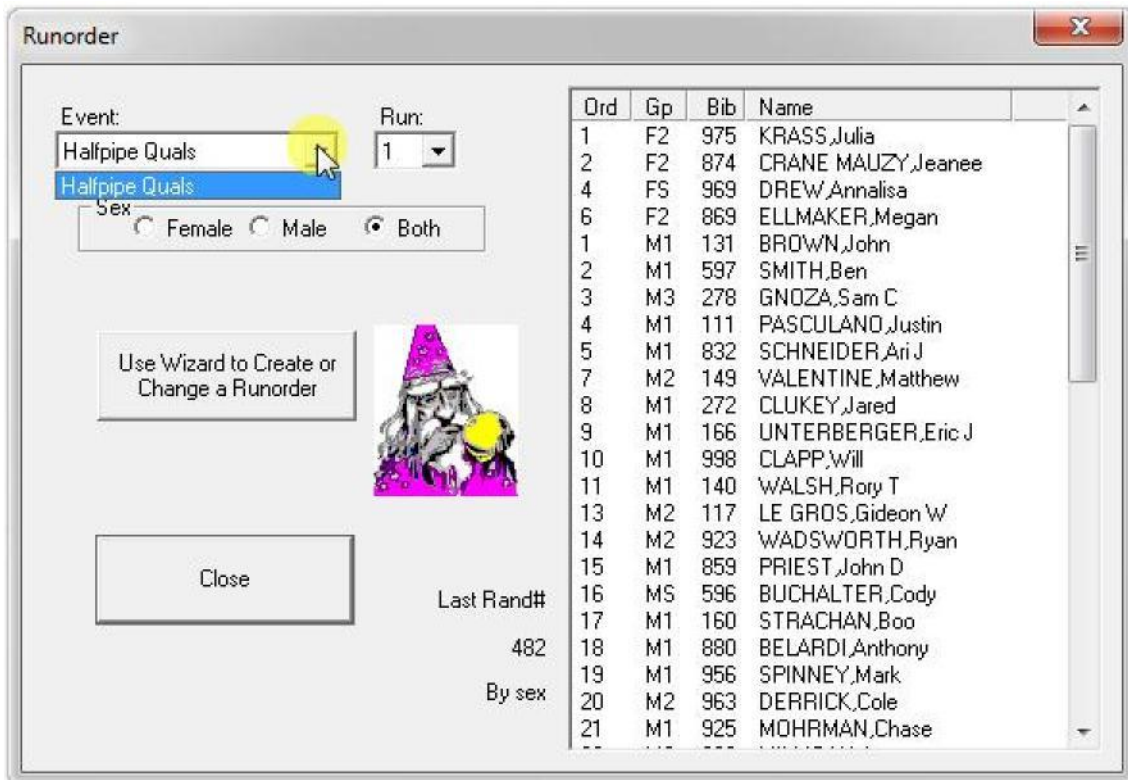 Runorder
Event:
Run:
Halfpipe Quals
1
Halfpipe Quals
Sex
Female
Male
Both
Use Wizard to Create or
Change a Runorder
Close
Last Rand#
482
By sex
Ord Gp Bib Name
1 F2 975 KRASS,Julia
2 F2 874 CRANE MAUZY,Jeanee
4 FS 969 DREW,Annalisa
6 F2 869 ELLMAKER,Megan
1 M1 131 BROWN,John
2 M1 597 SMITH,Ben
3 M3 278 GNOZA,Sam C
4 M1 111 PASCULANO,Justin
5 M1 832 SCHNEIDER,Ari J
7 M2 149 VALENTINE,Matthew
8 M1 272 CLUKEY,Jared
9 M1 166 UNTERBERGER,Eric J
10 M1 998 CLAPP,Will
11 M1 140 WALSH,Rory T
13 M2 117 LE GROS,Gideon W
14 M2 923 WADSWORTH,Ryan
15 M1 859 PRIEST,John D
16 MS 596 BUCHALTER,Cody
17 M1 160 STRACHAN,Boo
18 M1 880 BELARDI,Anthony
19 M1 956 SPINNEY,Mark
20 M2 963 DERRICK,Cole
21 M1 925 MOHRMAN,Chase